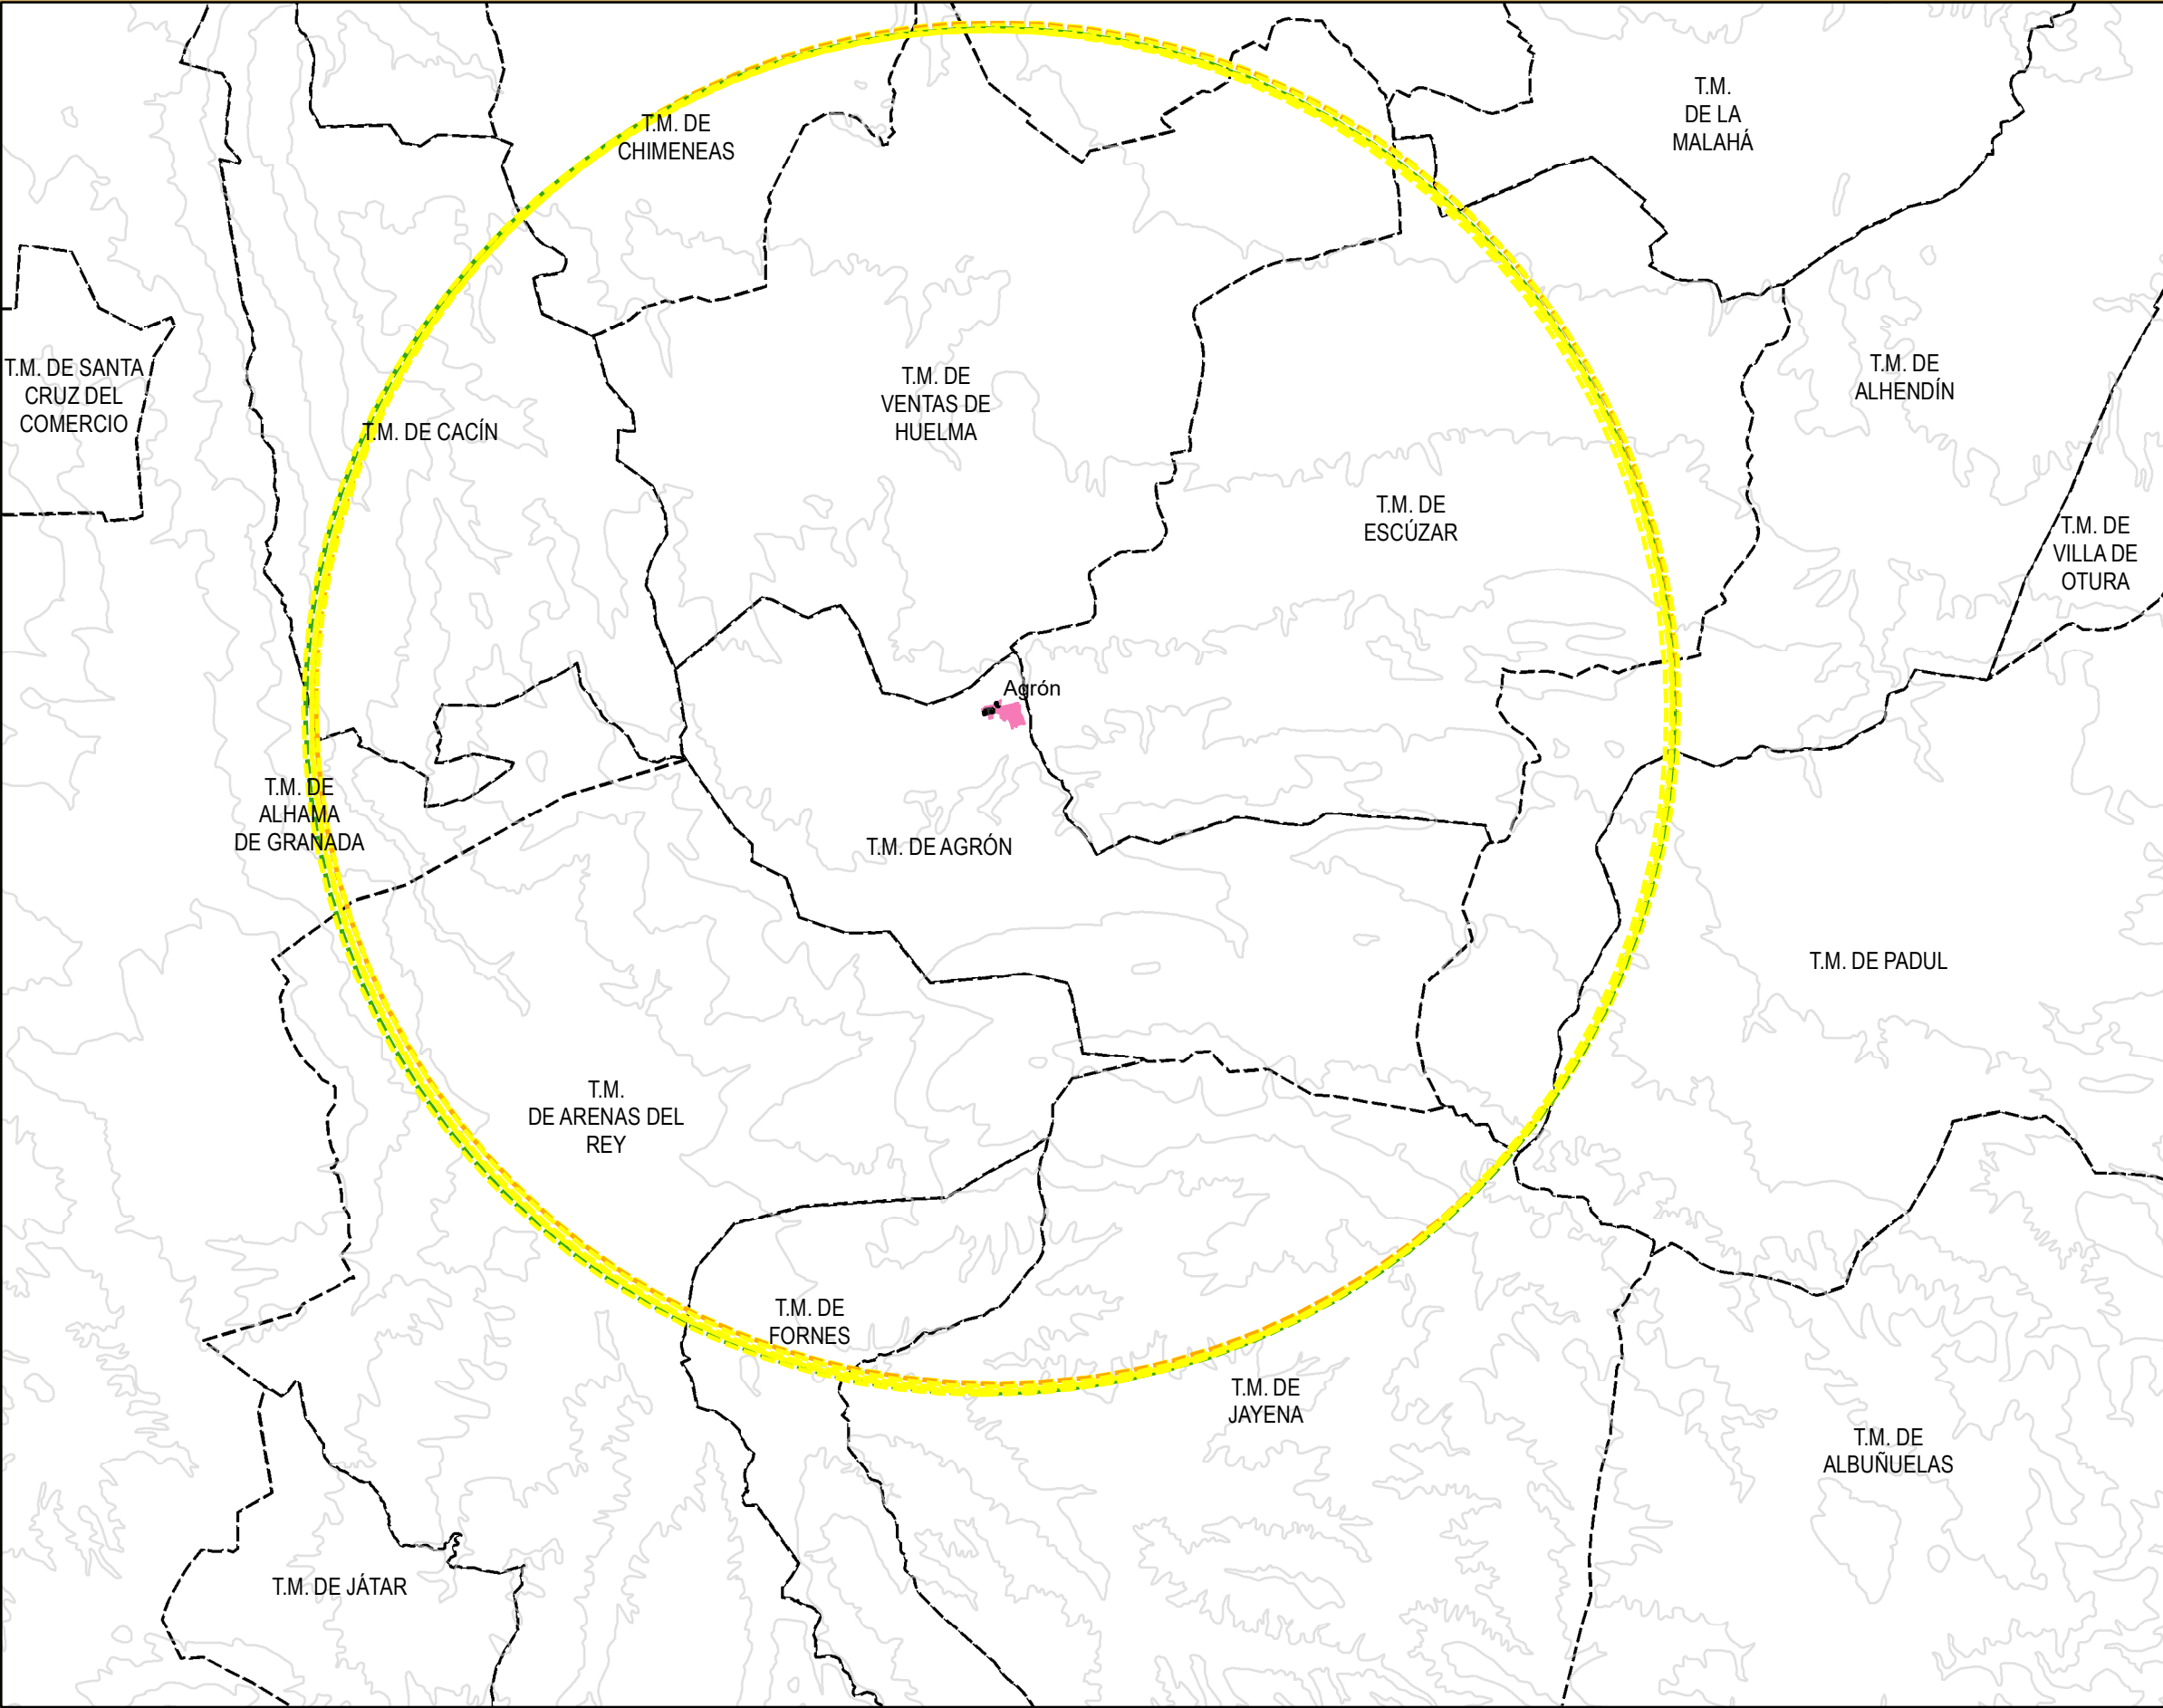 T.M.
DE LA
MALAHÁ
T.M. DE
CHIMENEAS
T.M. DE SANTA
CRUZ DEL
COMERCIO
T.M. DE CACÍN
T.M. DE
VENTAS DE
HUELMA
T.M. DE
ALHENDÍN
T.M. DE
ESCÚZAR
T.M. DE
VILLA DE
OTURA
Agrón
T.M. DE
ALHAMA
DE GRANADA
T.M. DE AGRÓN
T.M. DE PADUL
T.M.
DE ARENAS DEL
REY
T.M. DE
FORNES
T.M. DE
JAYENA
T.M. DE
ALBUÑUELAS
T.M. DE JÁTAR